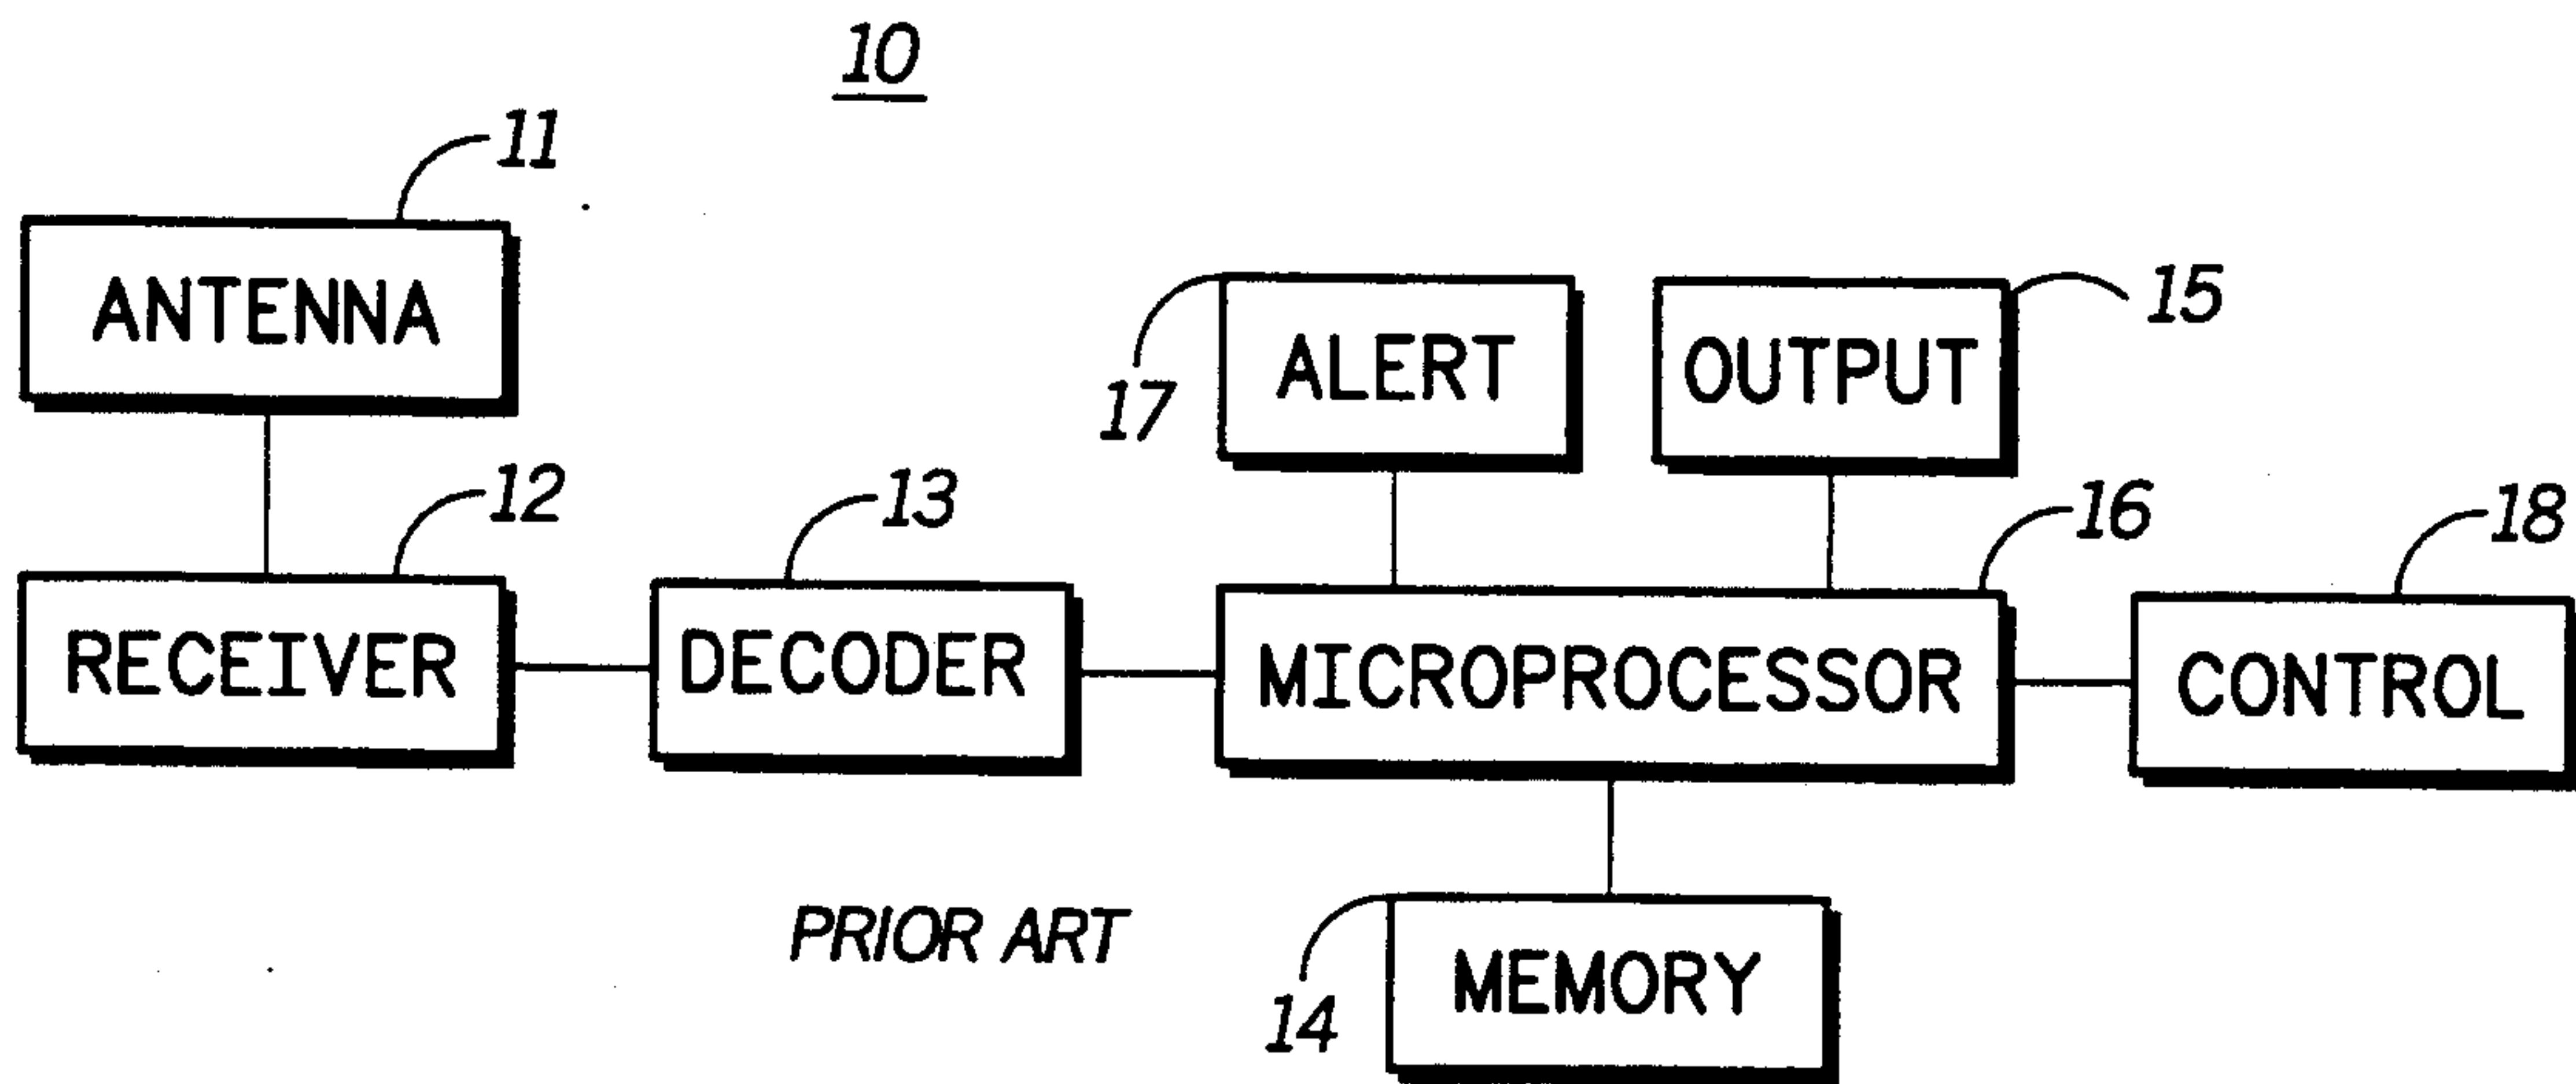 10
11
ANTENNA
17
ALERT
OUTPUT
15
12
RECEIVER
13
DECODER
16
MICROPROCESSOR
18
CONTROL
PRIOR ART
14
MEMORY